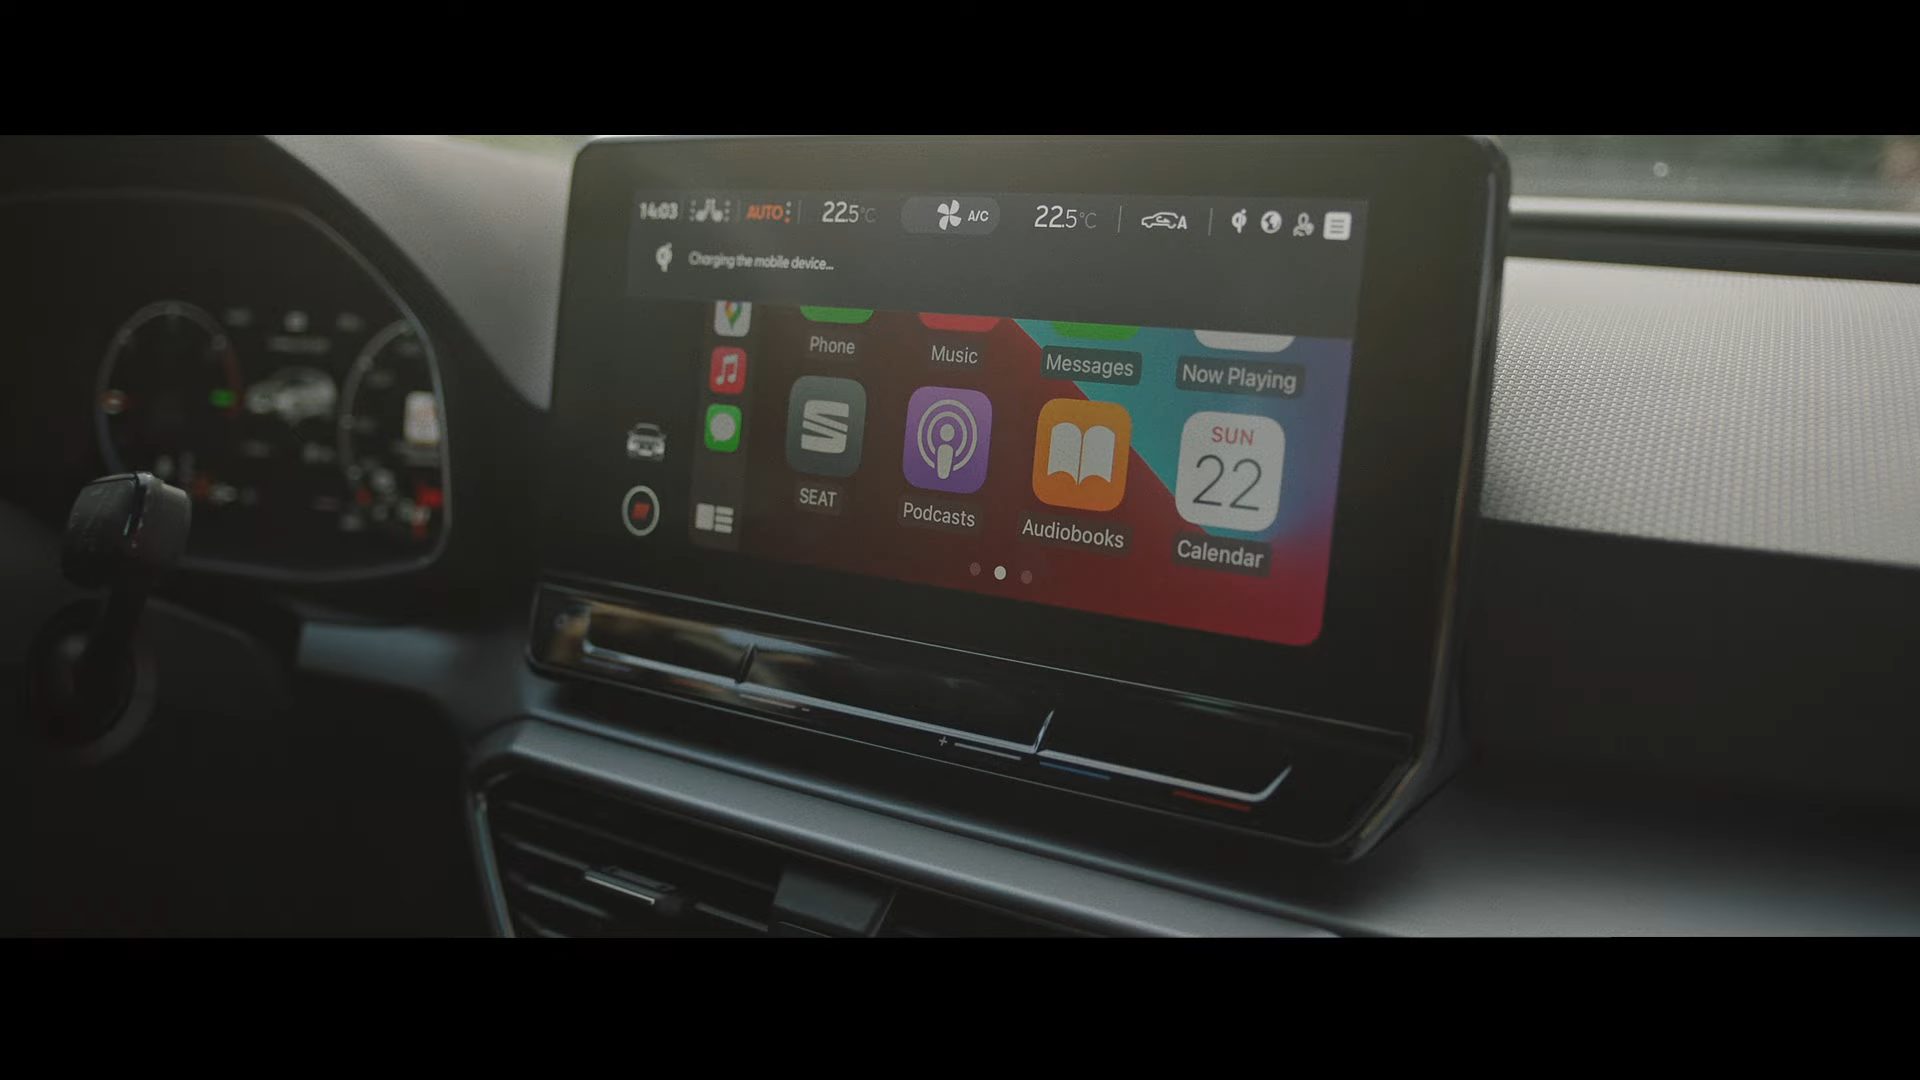 14:03 AUTO 22.5°C A/C 22.5°C A
Charging the mobile device...
Phone Music Messages Now Playing
SUN
22
SEAT Podcasts Audiobooks Calendar